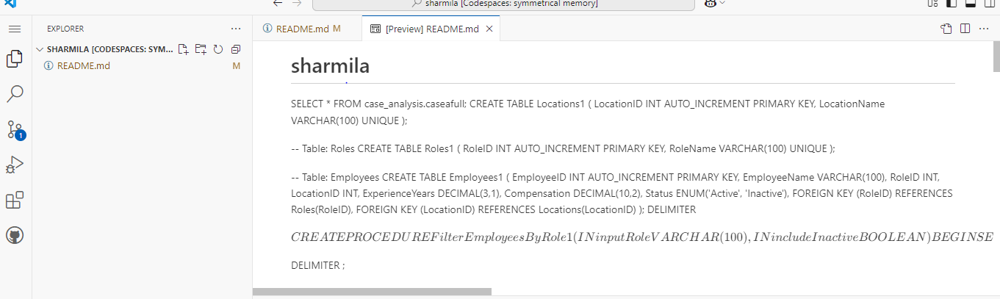 sharmila [Codespaces: symmetrical memory]
EXPLORER
README.md M
[Preview] README.md
SHARMILA [CODESPACES: SYM...
README.md M
1
sharmila
SELECT * FROM case_analysis.caseafull; CREATE TABLE Locations1 ( LocationID INT AUTO_INCREMENT PRIMARY KEY, LocationName
VARCHAR(100) UNIQUE );
-- Table: Roles CREATE TABLE Roles1 ( RoleID INT AUTO_INCREMENT PRIMARY KEY, RoleName VARCHAR(100) UNIQUE );
-- Table: Employees CREATE TABLE Employees1 ( EmployeeID INT AUTO_INCREMENT PRIMARY KEY, EmployeeName VARCHAR(100), RoleID INT,
LocationID INT, ExperienceYears DECIMAL(3,1), Compensation DECIMAL(10,2), Status ENUM('Active', 'Inactive'), FOREIGN KEY (RoleID) REFERENCES
Roles(RoleID), FOREIGN KEY (LocationID) REFERENCES Locations(LocationID) ); DELIMITER
CREATEPROCEDUREFilterEmployeesByRole1(INinputRoleVARCHAR(100),INincludeInactiveBOOLEAN)BEGINSE
DELIMITER ;